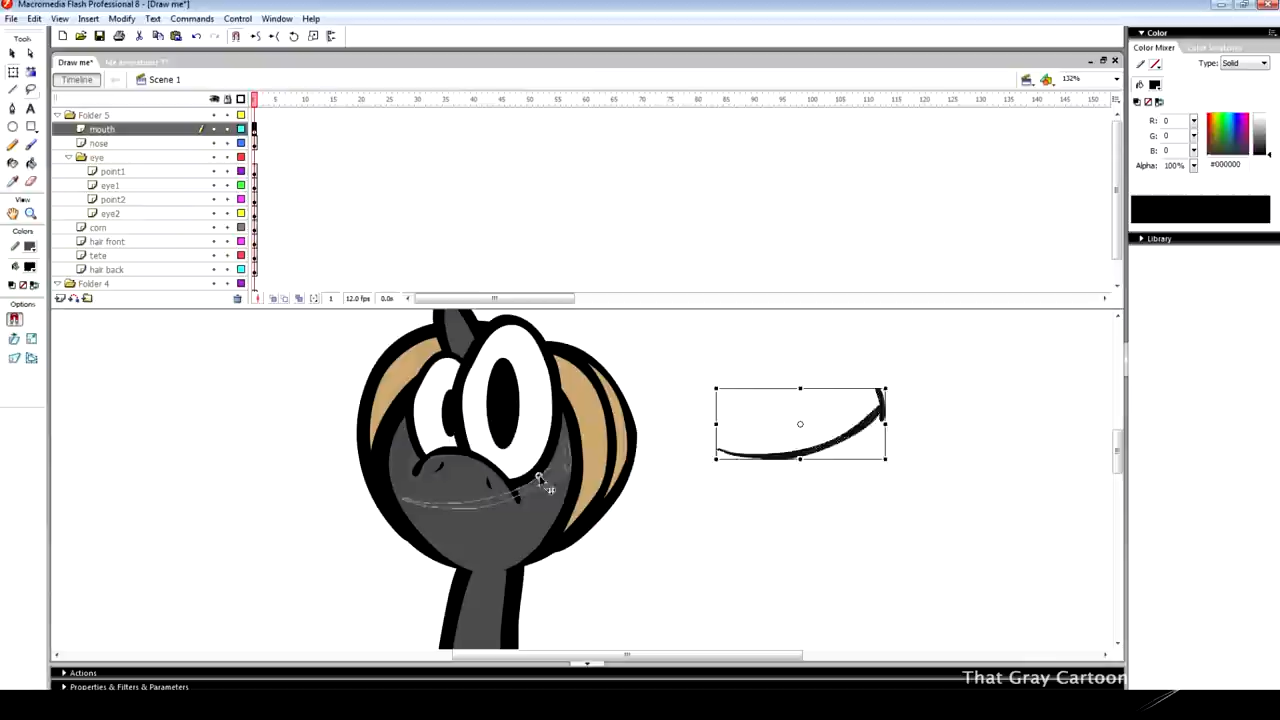 Macromedia Flash Professional 8 - [Draw me*]
File Edit View Insert Modify Text Commands Control Window Help
Tools
Draw me*
Timeline
Scene 1
132%
5 10 15 20 25 30 35 40 45 50 55 60 65 70 75 80 85 90 95 100 105 110 115 120 125 130 135 140 145 150
Folder 5
mouth
nose
eye
point1
eye1
point2
eye2
corn
hair front
tete
hair back
Folder 4
1 12.0 fps 0.0s
View
Colors
Options
Color
Color Mixer
Type: Solid
R: 0
G: 0
B: 0
Alpha: 100%
#000000
Library
Actions
Properties & Filters & Parameters
That Gray Cartoon